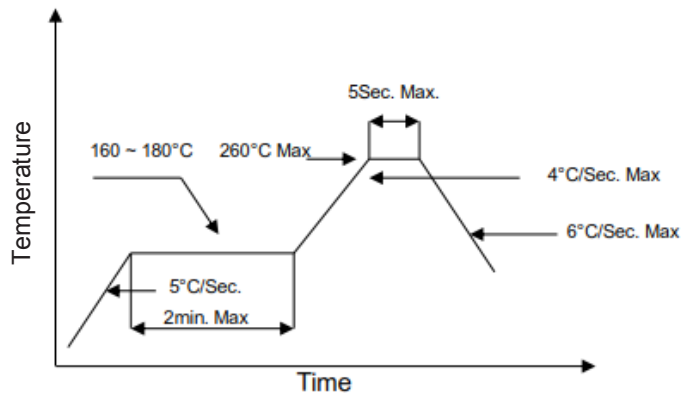 5Sec. Max.
160 ~ 180°C
260°C Max
4°C/Sec. Max
6°C/Sec. Max
5°C/Sec.
2min. Max
Temperature
Time